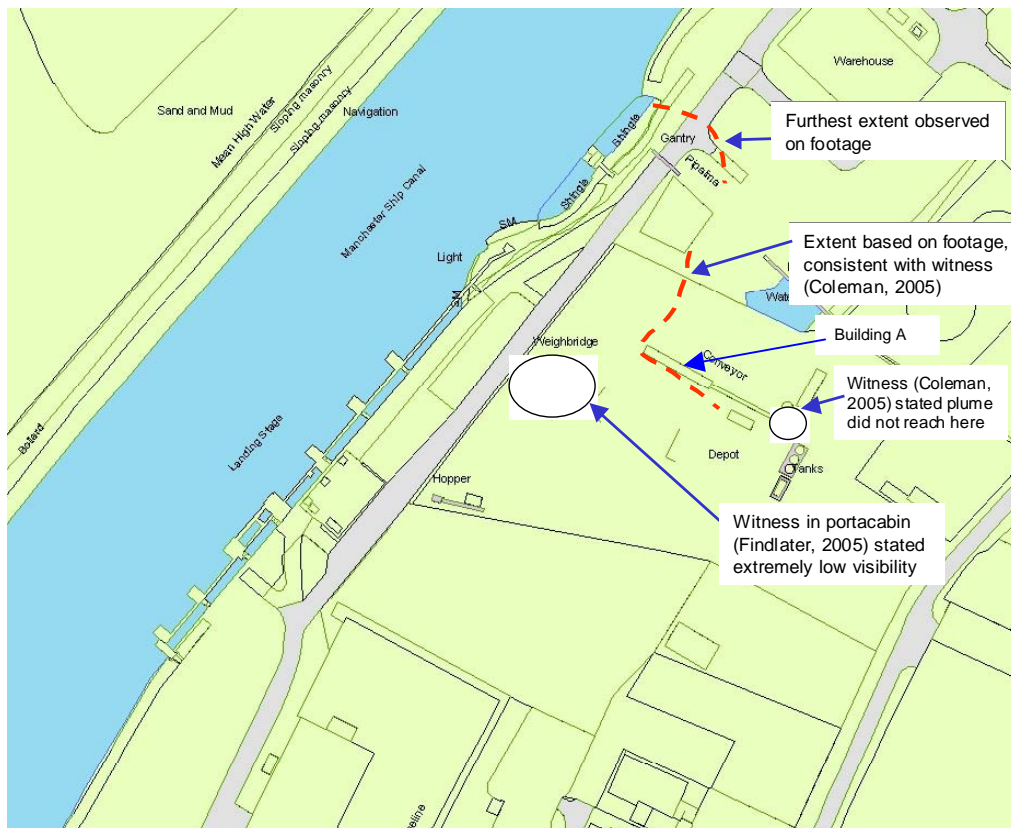 Warehouse
Sand and Mud
Mean High Water
Sloping masonry
Sloping masonry
Navigation
Furthest extent observed
on footage
Shingle
Gantry
Pipeline
Manchester Ship Canal
Shingle
SM
Light
SM
Extent based on footage,
consistent with witness
(Coleman, 2005)
Building A
Weighbridge
Conveyor
Witness (Coleman,
2005) stated plume
did not reach here
Bollard
Landing Stage
Depot
Tanks
Hopper
Witness in portacabin
(Findlater, 2005) stated
extremely low visibility